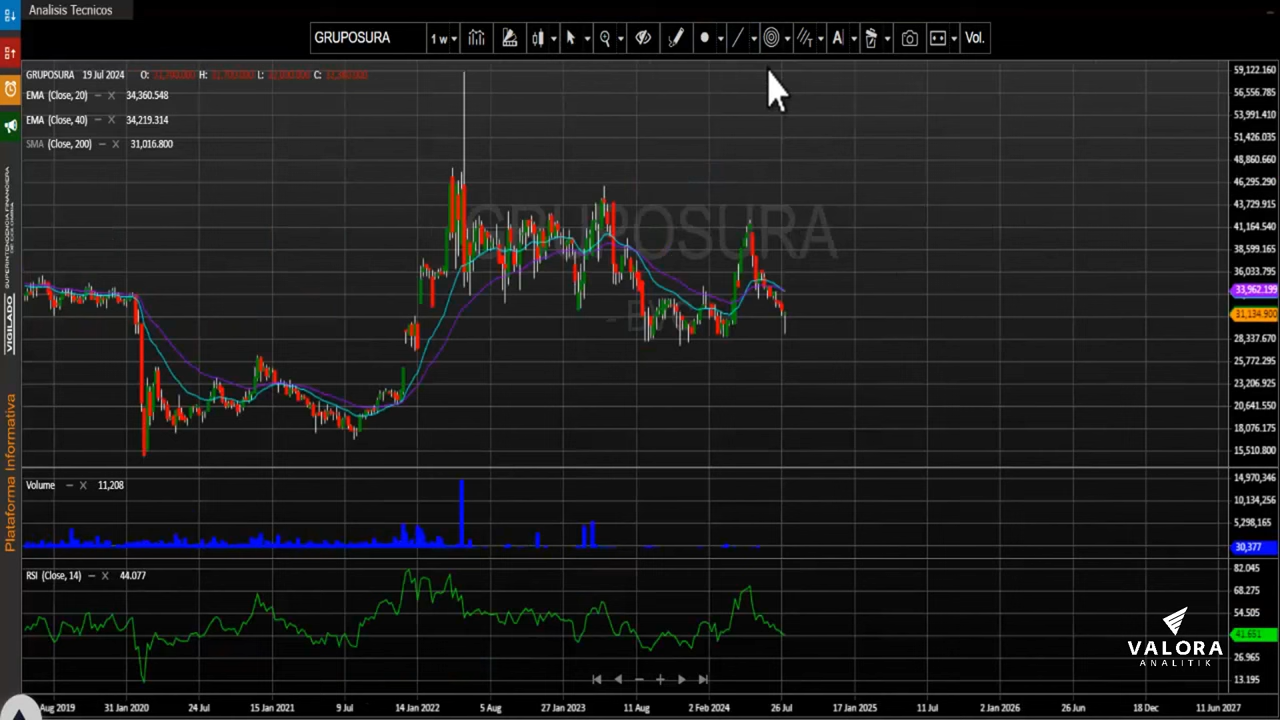 Analisis Tecnicos
GRUPOSURA 1 w T A Vol.
GRUPOSURA 19 Jul 2024 O: H: L: C:
EMA (Close, 20) 34,360.548
EMA (Close, 40) 34,219.314
SMA (Close, 200) 31,016.800
59,122.160
56,556.785
53,991.410
51,426.035
48,860.660
46,295.290
43,729.915
41,164.540
38,599.165
36,033.795
33,962.199
31,134.900
28,337.670
25,772.295
23,206.925
20,641.550
18,076.175
15,510.800
GRUPOSURA
VIGILADO SUPERINTENDENCIA FINANCIERA
Plataforma Informativa
Volume 11,208
14,970,346
10,134,256
5,298,165
30,377
RSI (Close, 14) 44.077
82.045
68.275
54.505
41.651
26.965
13.195
VALORA
ANALITIK
Aug 2019 31 Jan 2020 24 Jul 15 Jan 2021 9 Jul 14 Jan 2022 5 Aug 27 Jan 2023 11 Aug 2 Feb 2024 26 Jul 17 Jan 2025 11 Jul 2 Jan 2026 26 Jun 18 Dec 11 Jun 2027